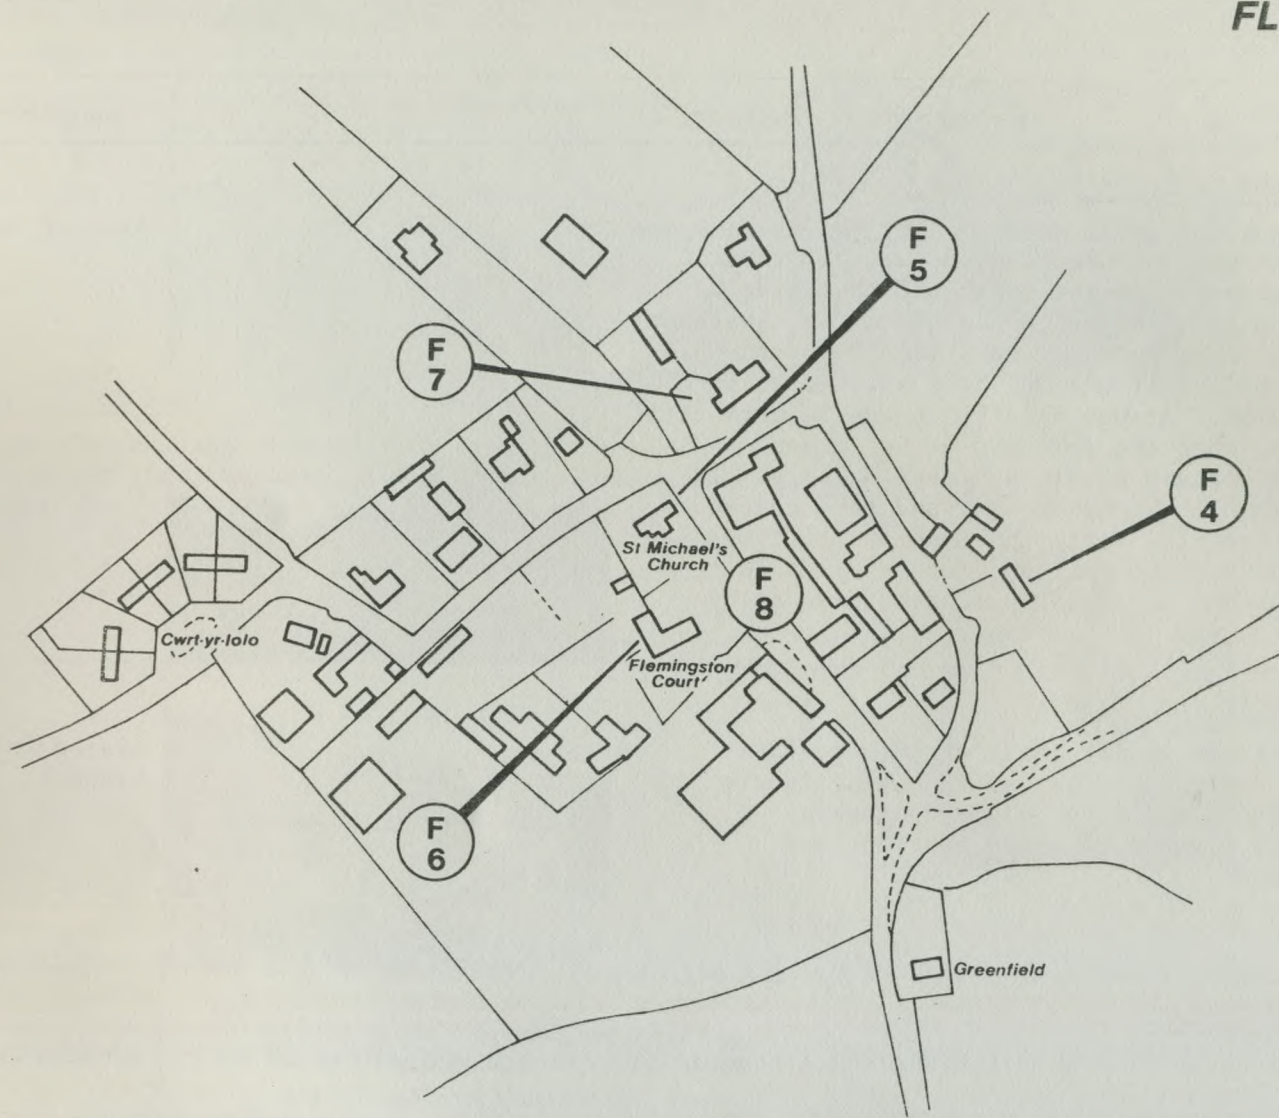 FL
F
5
F
7
F
4
St Michael's
Church
F
8
Cwrt-yr-Iolo
Flemingston
Court
F
6
Greenfield